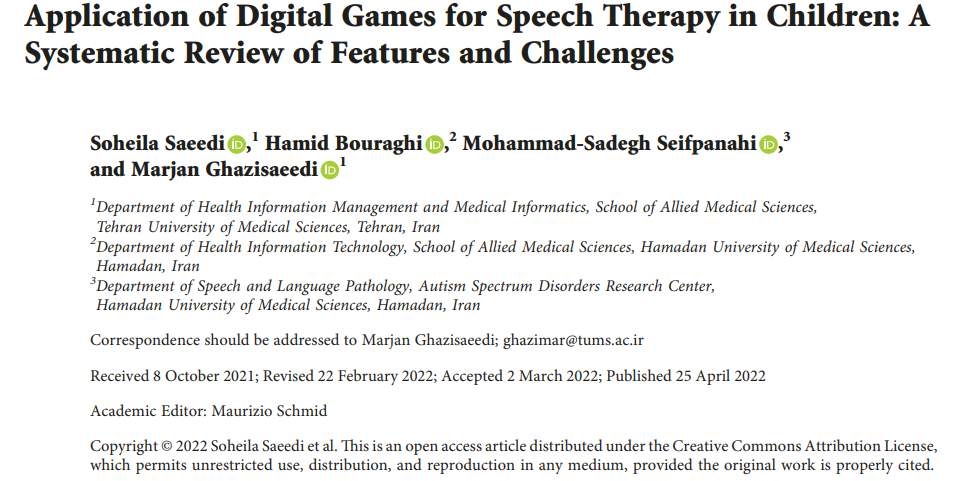 Application of Digital Games for Speech Therapy in Children: A
Systematic Review of Features and Challenges
Soheila Saeedi iD,1 Hamid Bouraghi iD,2 Mohammad-Sadegh Seifpanahi iD,3
and Marjan Ghazisaeedi iD 1
1Department of Health Information Management and Medical Informatics, School of Allied Medical Sciences,
Tehran University of Medical Sciences, Tehran, Iran
2Department of Health Information Technology, School of Allied Medical Sciences, Hamadan University of Medical Sciences,
Hamadan, Iran
3Department of Speech and Language Pathology, Autism Spectrum Disorders Research Center,
Hamadan University of Medical Sciences, Hamadan, Iran
Correspondence should be addressed to Marjan Ghazisaeedi; ghazimar@tums.ac.ir
Received 8 October 2021; Revised 22 February 2022; Accepted 2 March 2022; Published 25 April 2022
Academic Editor: Maurizio Schmid
Copyright © 2022 Soheila Saeedi et al. This is an open access article distributed under the Creative Commons Attribution License,
which permits unrestricted use, distribution, and reproduction in any medium, provided the original work is properly cited.